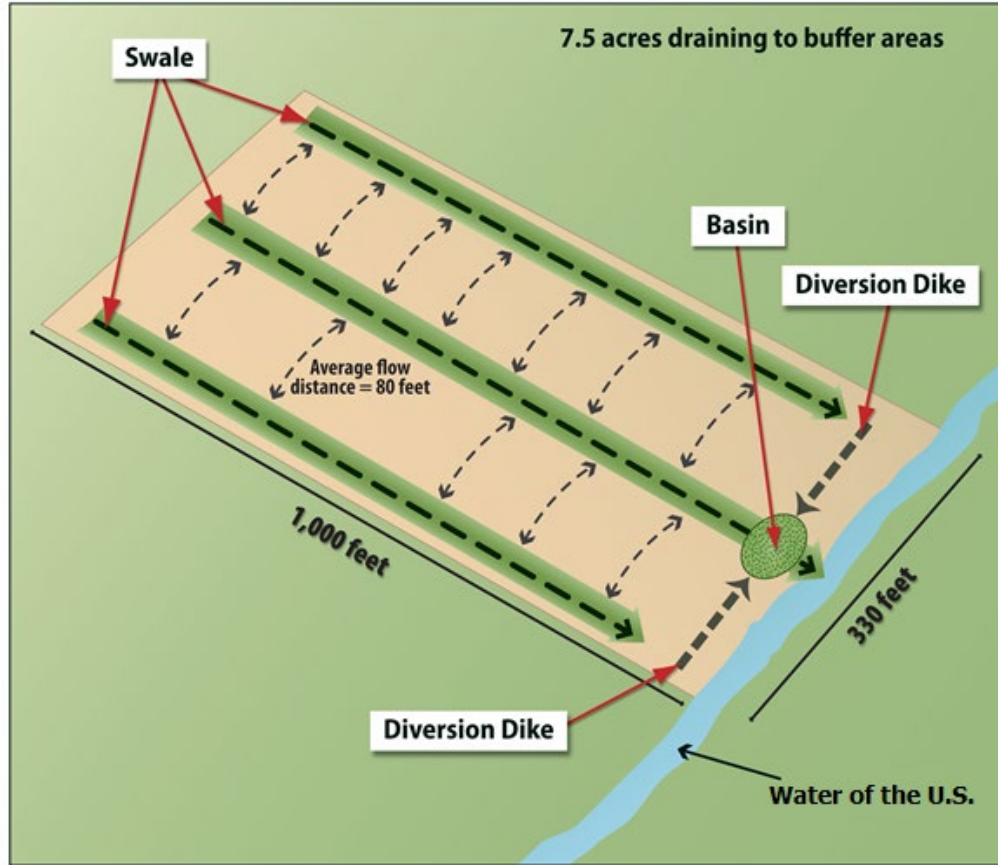 7.5 acres draining to buffer areas
Swale
Basin
Diversion Dike
Average flow
distance = 80 feet
1,000 feet
330 feet
Diversion Dike
Water of the U.S.